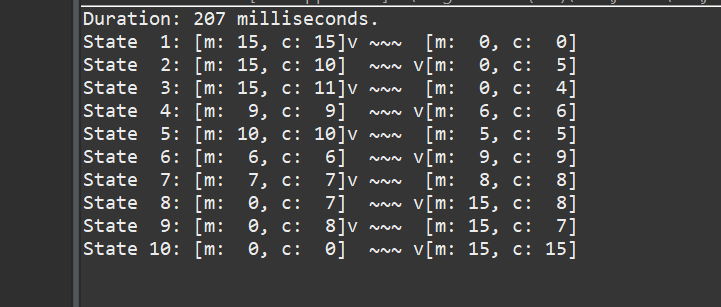 Duration: 207 milliseconds.
State  1: [m: 15, c: 15]v ~~~  [m:  0, c:  0]
State  2: [m: 15, c: 10]  ~~~ v[m:  0, c:  5]
State  3: [m: 15, c: 11]v ~~~  [m:  0, c:  4]
State  4: [m:  9, c:  9]  ~~~ v[m:  6, c:  6]
State  5: [m: 10, c: 10]v ~~~  [m:  5, c:  5]
State  6: [m:  6, c:  6]  ~~~ v[m:  9, c:  9]
State  7: [m:  7, c:  7]v ~~~  [m:  8, c:  8]
State  8: [m:  0, c:  7]  ~~~ v[m: 15, c:  8]
State  9: [m:  0, c:  8]v ~~~  [m: 15, c:  7]
State 10: [m:  0, c:  0]  ~~~ v[m: 15, c: 15]